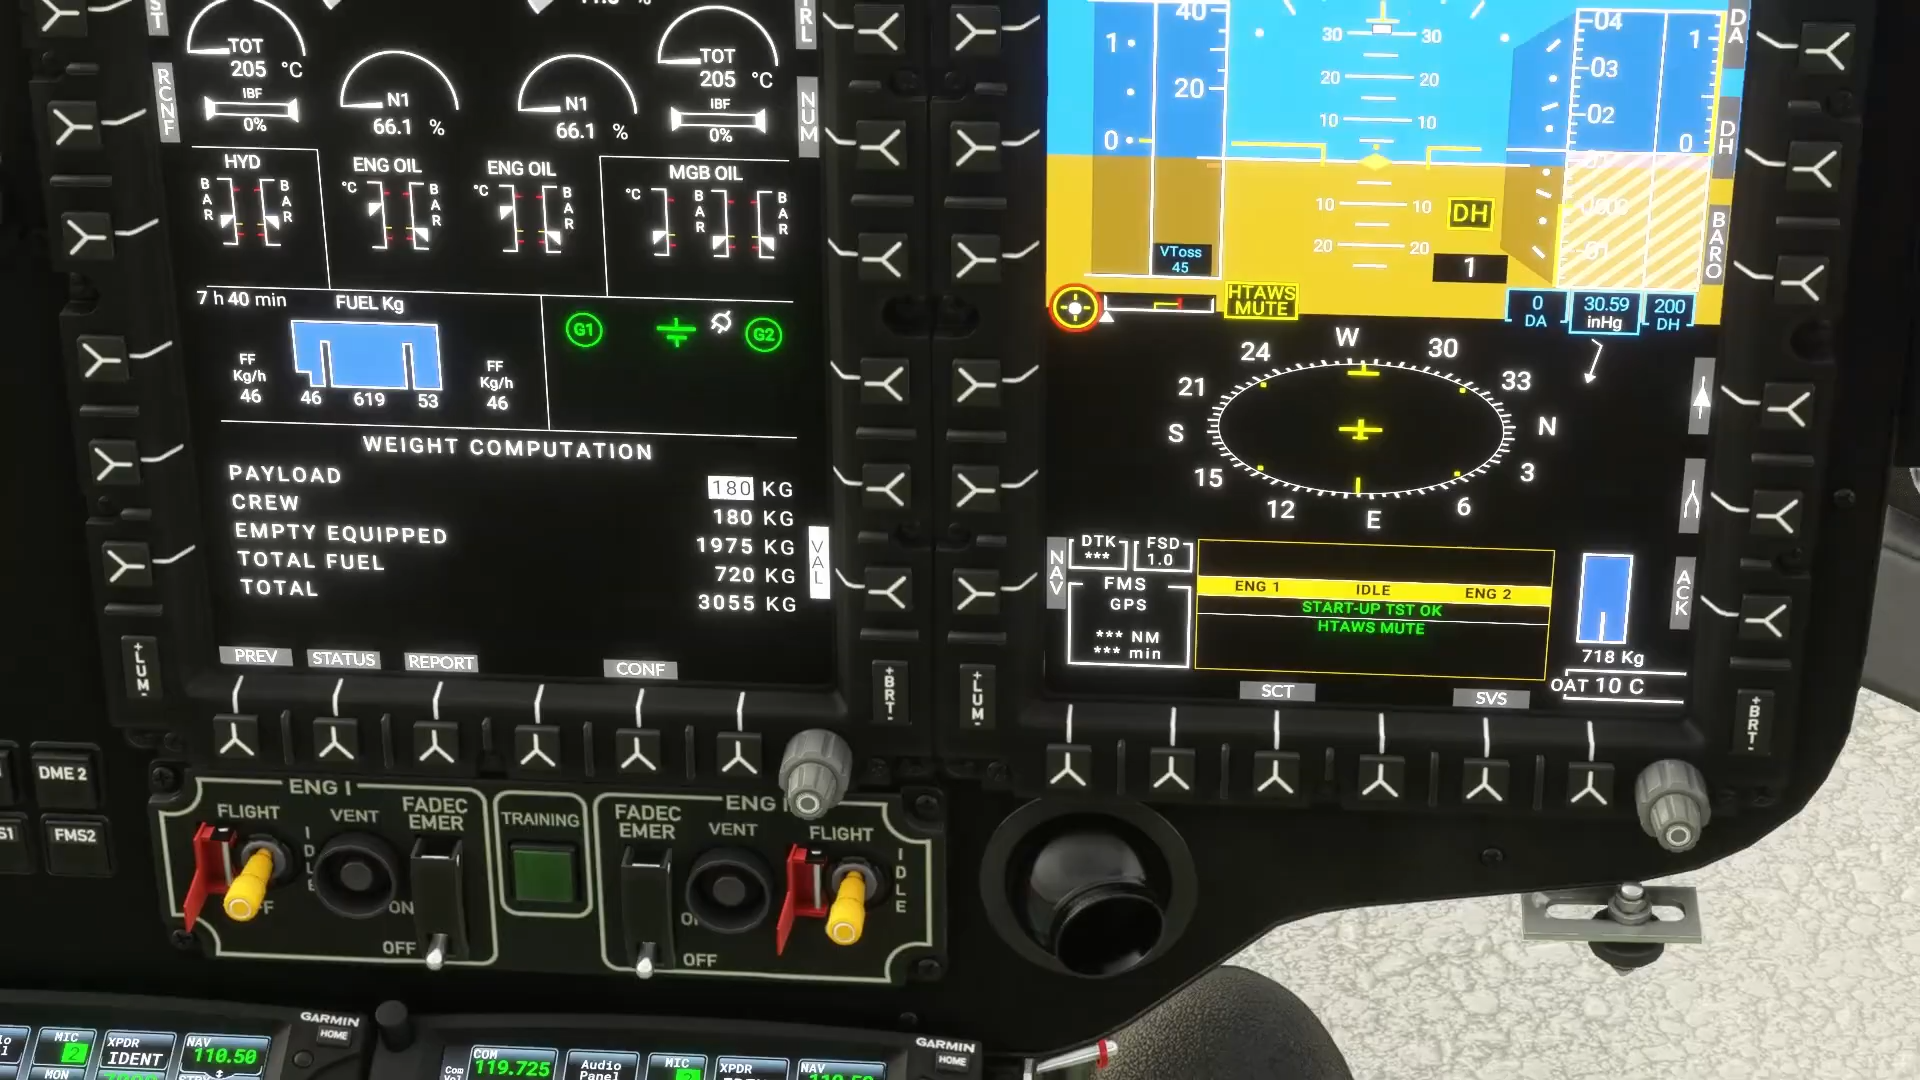 TOT
205 °C
IBF
0%
N1
66.1 %
N1
66.1 %
TOT
205 °C
IBF
0%
RCNF
NUM
HYD
BAR
BAR
ENG OIL
°C
BAR
ENG OIL
°C
BAR
MGB OIL
°C
BAR
BAR
7 h 40 min
FUEL Kg
FF
Kg/h
46
46 619 53
FF
Kg/h
46
G1
G2
WEIGHT COMPUTATION
PAYLOAD 180 KG
CREW 180 KG
EMPTY EQUIPPED 1975 KG
TOTAL FUEL 720 KG
TOTAL 3055 KG
VAL
PREV STATUS REPORT CONF
+LUM-
+BRT-
1
0
40
20
30 30
20 20
10 10
10 10
20 20
DH
1
VToss
45
HTAWS
MUTE
04
03
02
1
0
DA
DH
BARO
0
DA
30.59
inHg
200
DH
24 W 30
21 33
S N
15 3
12 E 6
NAV
DTK
***
FSD
1.0
FMS
GPS
*** NM
*** min
ENG 1 IDLE ENG 2
START-UP TST OK
HTAWS MUTE
ACK
718 Kg
OAT 10 C
SCT SVS
+LUM-
+BRT-
DME 2
FMS2
ENG I
FLIGHT
IDLE
VENT
FADEC
EMER
ON
OFF
TRAINING
FADEC
EMER
VENT
ENG
FLIGHT
IDLE
OFF
GARMIN
HOME
MIC
2
MON
XPDR
IDENT
NAV
110.50
GARMIN
HOME
COM
119.725
Com
Audio
Panel
MIC
XPDR
NAV
110.50